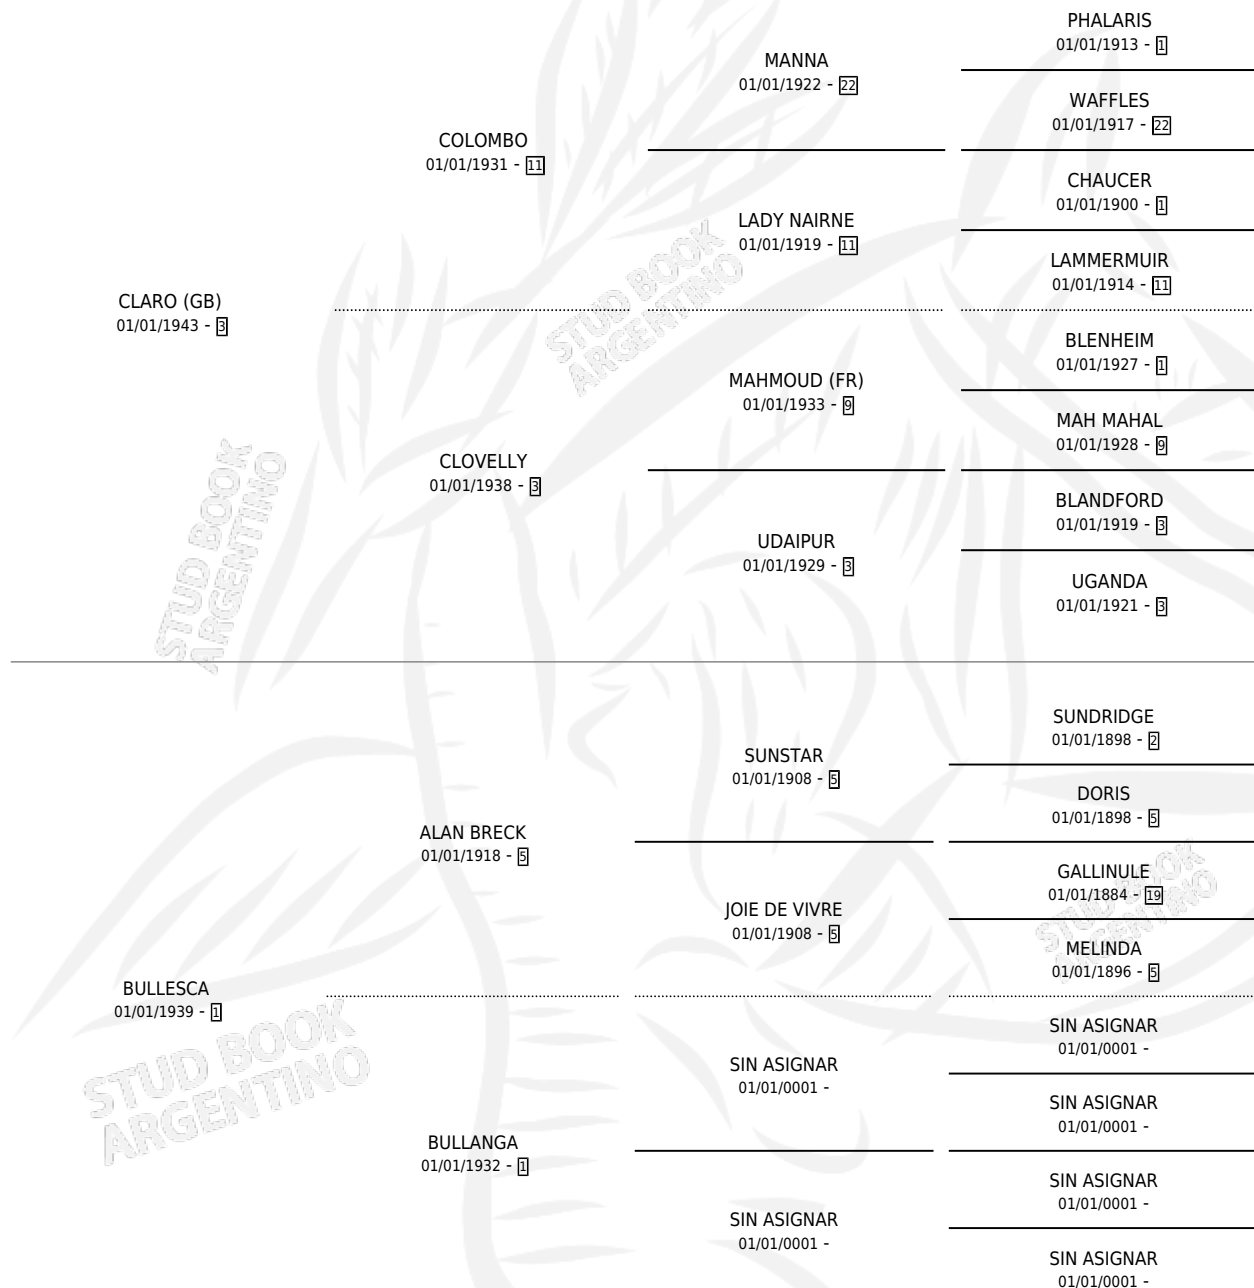 PHALARIS
01/01/1913 - 1
MANNA
01/01/1922 - 22
WAFFLES
01/01/1917 - 22
COLOMBO
01/01/1931 - 11
CHAUCER
01/01/1900 - 1
LADY NAIRNE
01/01/1919 - 11
LAMMERMUIR
01/01/1914 - 11
CLARO (GB)
01/01/1943 - 3
BLENHEIM
01/01/1927 - 1
MAHMOUD (FR)
01/01/1933 - 9
MAH MAHAL
01/01/1928 - 9
CLOVELLY
01/01/1938 - 3
BLANDFORD
01/01/1919 - 3
UDAIPUR
01/01/1929 - 3
UGANDA
01/01/1921 - 3
STUD BOOK
ARGENTINO
STUD BOOK
ARGENTINO
SUNDRIDGE
01/01/1898 - 2
SUNSTAR
01/01/1908 - 5
DORIS
01/01/1898 - 5
ALAN BRECK
01/01/1918 - 5
GALLINULE
01/01/1884 - 19
JOIE DE VIVRE
01/01/1908 - 5
MELINDA
01/01/1896 - 5
STUD BOOK
ARGENTINO
BULLESCA
01/01/1939 - 1
SIN ASIGNAR
01/01/0001 -
SIN ASIGNAR
01/01/0001 -
SIN ASIGNAR
01/01/0001 -
BULLANGA
01/01/1932 - 1
SIN ASIGNAR
01/01/0001 -
SIN ASIGNAR
01/01/0001 -
SIN ASIGNAR
01/01/0001 -
STUD BOOK
ARGENTINO